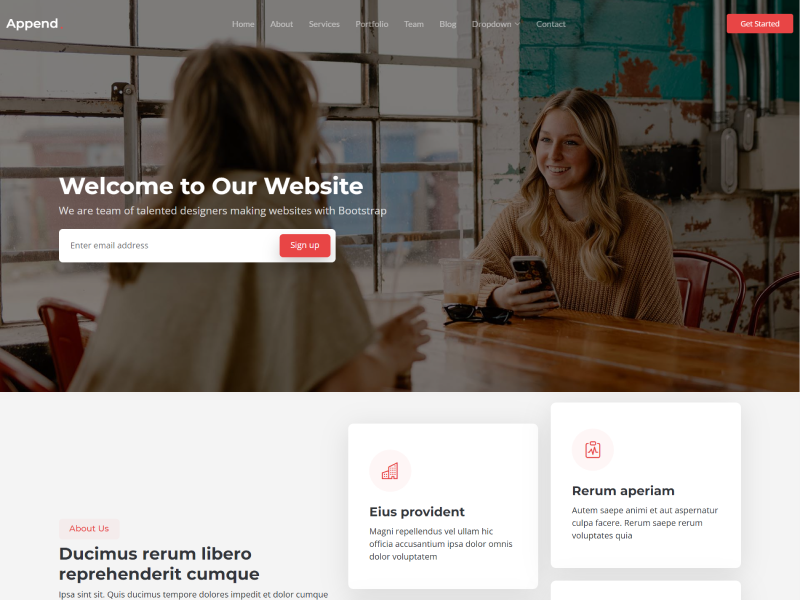 Append
Home About Services Portfolio Team Blog Dropdown Contact
Get Started
Welcome to Our Website
We are team of talented designers making websites with Bootstrap
Enter email address
Sign up
About Us
Ducimus rerum libero
reprehenderit cumque
Ipsa sint sit. Quis ducimus tempore dolores impedit et dolor cumque
Eius provident
Magni repellendus vel ullam hic
officia accusantium ipsa dolor omnis
dolor voluptatem
Rerum aperiam
Autem saepe animi et aut aspernatur
culpa facere. Rerum saepe rerum
voluptates quia